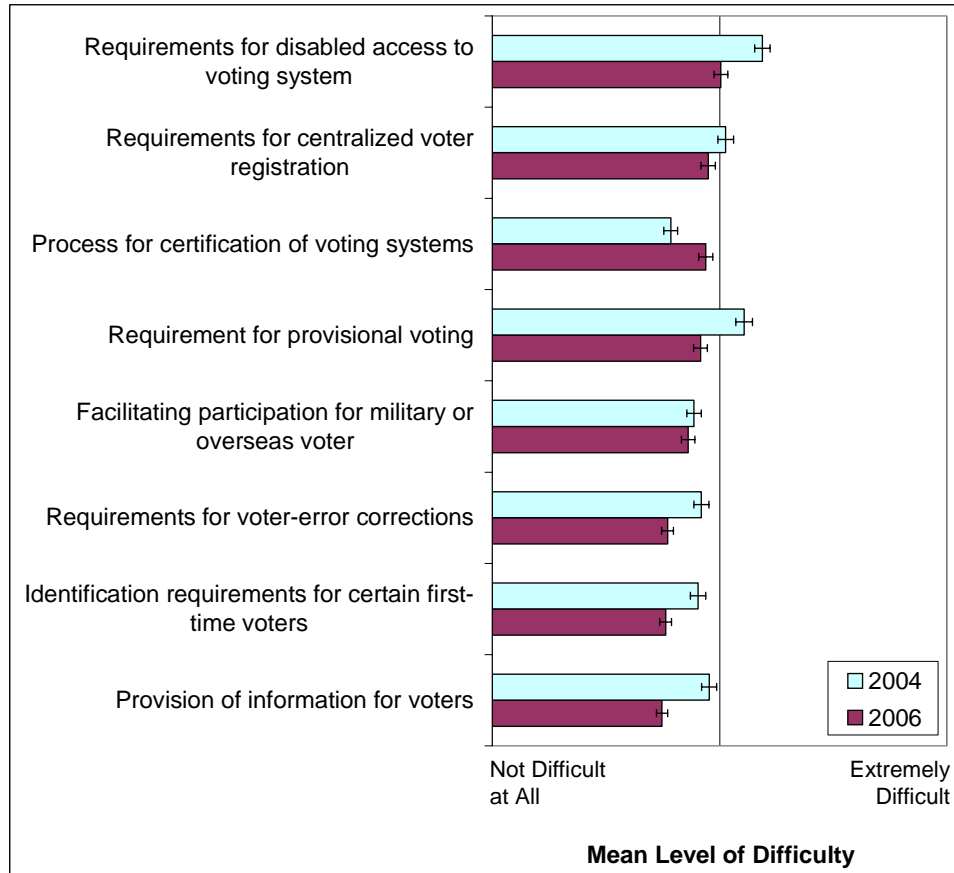 Requirements for disabled access to
voting system
Requirements for centralized voter
registration
Process for certification of voting systems
Requirement for provisional voting
Facilitating participation for military or
overseas voter
Requirements for voter-error corrections
Identification requirements for certain first-
time voters
Provision of information for voters
2004
2006
Not Difficult
at All
Extremely
Difficult
Mean Level of Difficulty